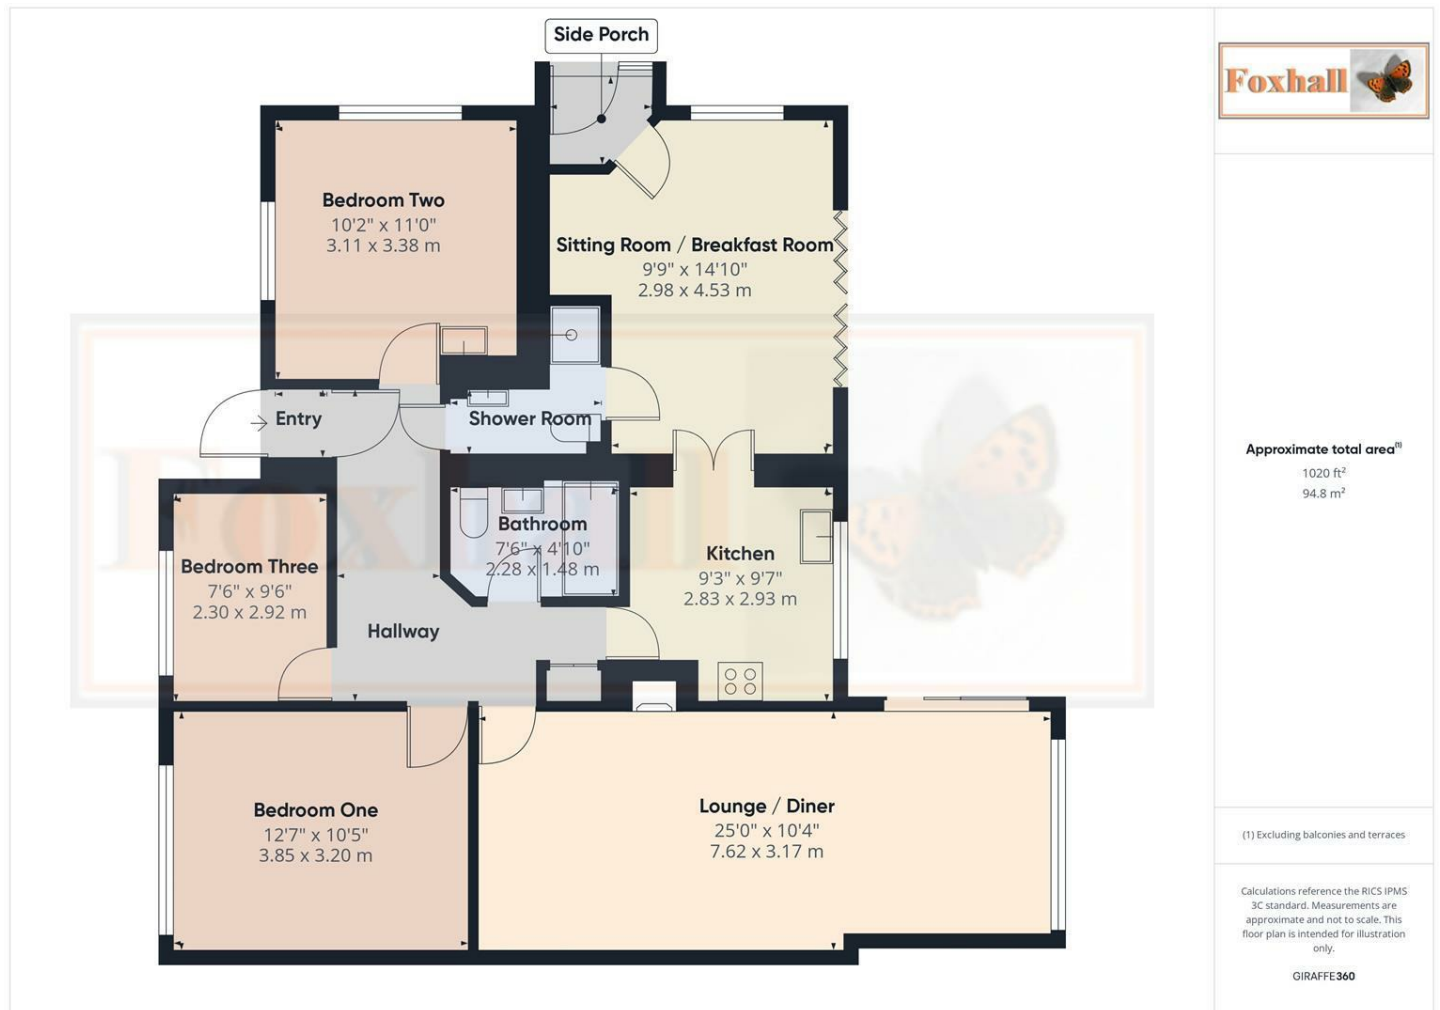 Side Porch
Foxhall
Bedroom Two
10'2" x 11'0"
3.11 x 3.38 m
Sitting Room / Breakfast Room
9'9" x 14'10"
2.98 x 4.53 m
Entry
Shower Room
Bathroom
7'6" x 4'10"
2.28 x 1.48 m
Kitchen
9'3" x 9'7"
2.83 x 2.93 m
Bedroom Three
7'6" x 9'6"
2.30 x 2.92 m
Hallway
Foxhall
Bedroom One
12'7" x 10'5"
3.85 x 3.20 m
Lounge / Diner
25'0" x 10'4"
7.62 x 3.17 m
Approximate total area(1)
1020 ft²
94.8 m²
(1) Excluding balconies and terraces
Calculations reference the RICS IPMS
3C standard. Measurements are
approximate and not to scale. This
floor plan is intended for illustration
only.
GIRAFFE360